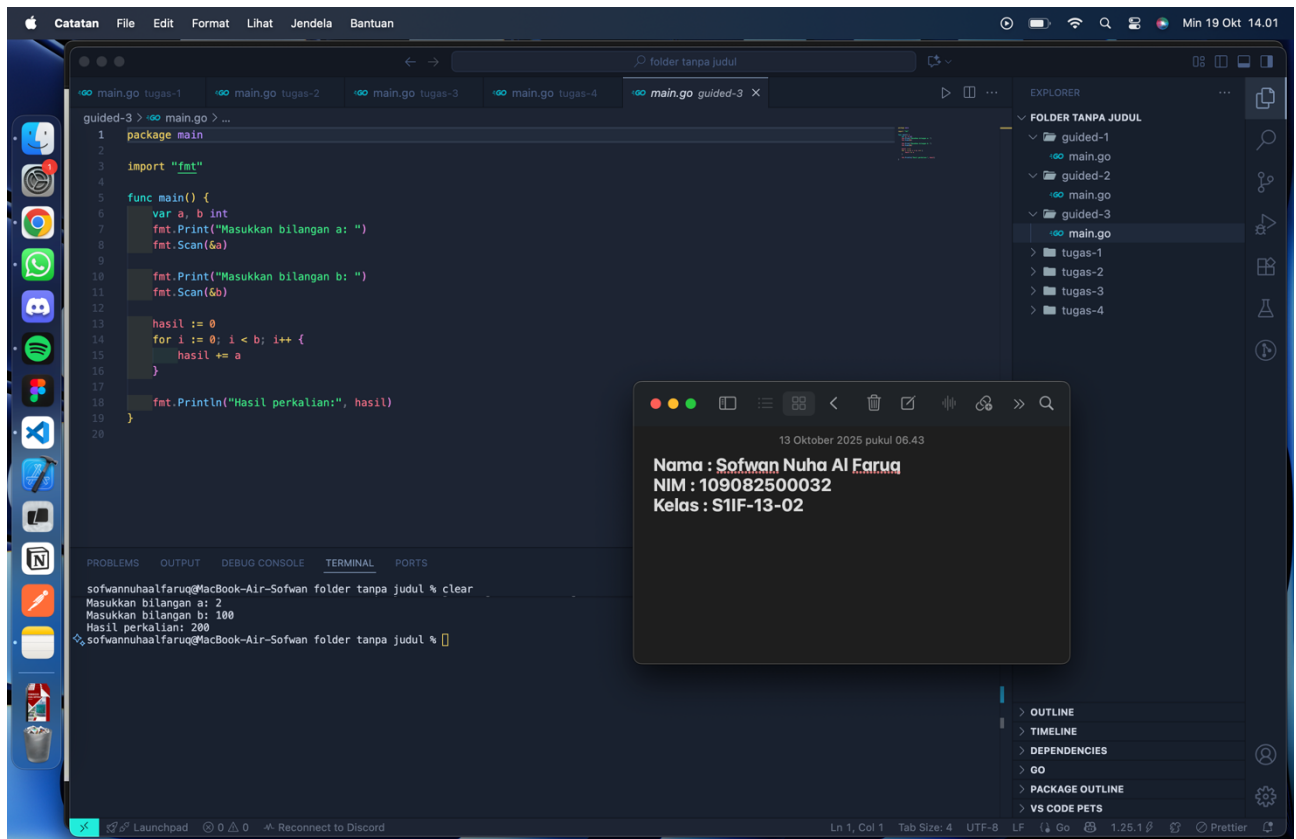 Catatan File Edit Format Lihat Jendela Bantuan Min 19 Okt 14.01
folder tanpa judul
main.go tugas-1 main.go tugas-2 main.go tugas-3 main.go tugas-4 main.go guided-3
guided-3 > main.go > ...
1 package main
2
3 import "fmt"
4
5 func main() {
6 var a, b int
7 fmt.Print("Masukkan bilangan a: ")
8 fmt.Scan(&a)
9
10 fmt.Print("Masukkan bilangan b: ")
11 fmt.Scan(&b)
12
13 hasil := 0
14 for i := 0; i < b; i++ {
15 hasil += a
16 }
17
18 fmt.Println("Hasil perkalian:", hasil)
19 }
20
EXPLORER
FOLDER TANPA JUDUL
guided-1
main.go
guided-2
main.go
guided-3
main.go
tugas-1
tugas-2
tugas-3
tugas-4
13 Oktober 2025 pukul 06.43
Nama : Sofwan Nuha Al Faruq
NIM : 109082500032
Kelas : S1IF-13-02
PROBLEMS OUTPUT DEBUG CONSOLE TERMINAL PORTS
sofwannuhaalfaruq@MacBook-Air-Sofwan folder tanpa judul % clear
Masukkan bilangan a: 2
Masukkan bilangan b: 100
Hasil perkalian: 200
sofwannuhaalfaruq@MacBook-Air-Sofwan folder tanpa judul %
OUTLINE
TIMELINE
DEPENDENCIES
GO
PACKAGE OUTLINE
VS CODE PETS
Launchpad 0 0 Reconnect to Discord Ln 1, Col 1 Tab Size: 4 UTF-8 LF Go 1.25.1 Prettier